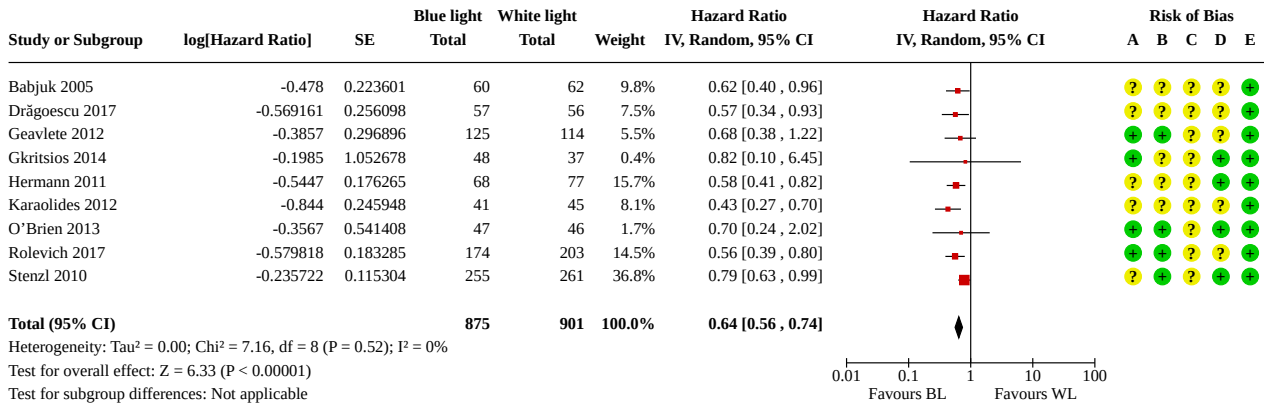 Blue light White light Hazard Ratio Hazard Ratio Risk of Bias
Study or Subgroup log[Hazard Ratio] SE Total Total Weight IV, Random, 95% CI IV, Random, 95% CI A B C D E
Babjuk 2005 -0.478 0.223601 60 62 9.8% 0.62 [0.40 , 0.96] ? ? ? ? +
Drăgoescu 2017 -0.569161 0.256098 57 56 7.5% 0.57 [0.34 , 0.93] ? ? ? ? +
Geavlete 2012 -0.3857 0.296896 125 114 5.5% 0.68 [0.38 , 1.22] + + ? ? +
Gkritsios 2014 -0.1985 1.052678 48 37 0.4% 0.82 [0.10 , 6.45] + ? ? + +
Hermann 2011 -0.5447 0.176265 68 77 15.7% 0.58 [0.41 , 0.82] ? ? ? + +
Karaolides 2012 -0.844 0.245948 41 45 8.1% 0.43 [0.27 , 0.70] ? ? ? ? +
O’Brien 2013 -0.3567 0.541408 47 46 1.7% 0.70 [0.24 , 2.02] + + ? + +
Rolevich 2017 -0.579818 0.183285 174 203 14.5% 0.56 [0.39 , 0.80] + + ? ? +
Stenzl 2010 -0.235722 0.115304 255 261 36.8% 0.79 [0.63 , 0.99] ? + ? + +
Total (95% CI) 875 901 100.0% 0.64 [0.56 , 0.74]
Heterogeneity: Tau² = 0.00; Chi² = 7.16, df = 8 (P = 0.52); I² = 0%
Test for overall effect: Z = 6.33 (P < 0.00001)
Test for subgroup differences: Not applicable
0.01 0.1 1 10 100
Favours BL Favours WL